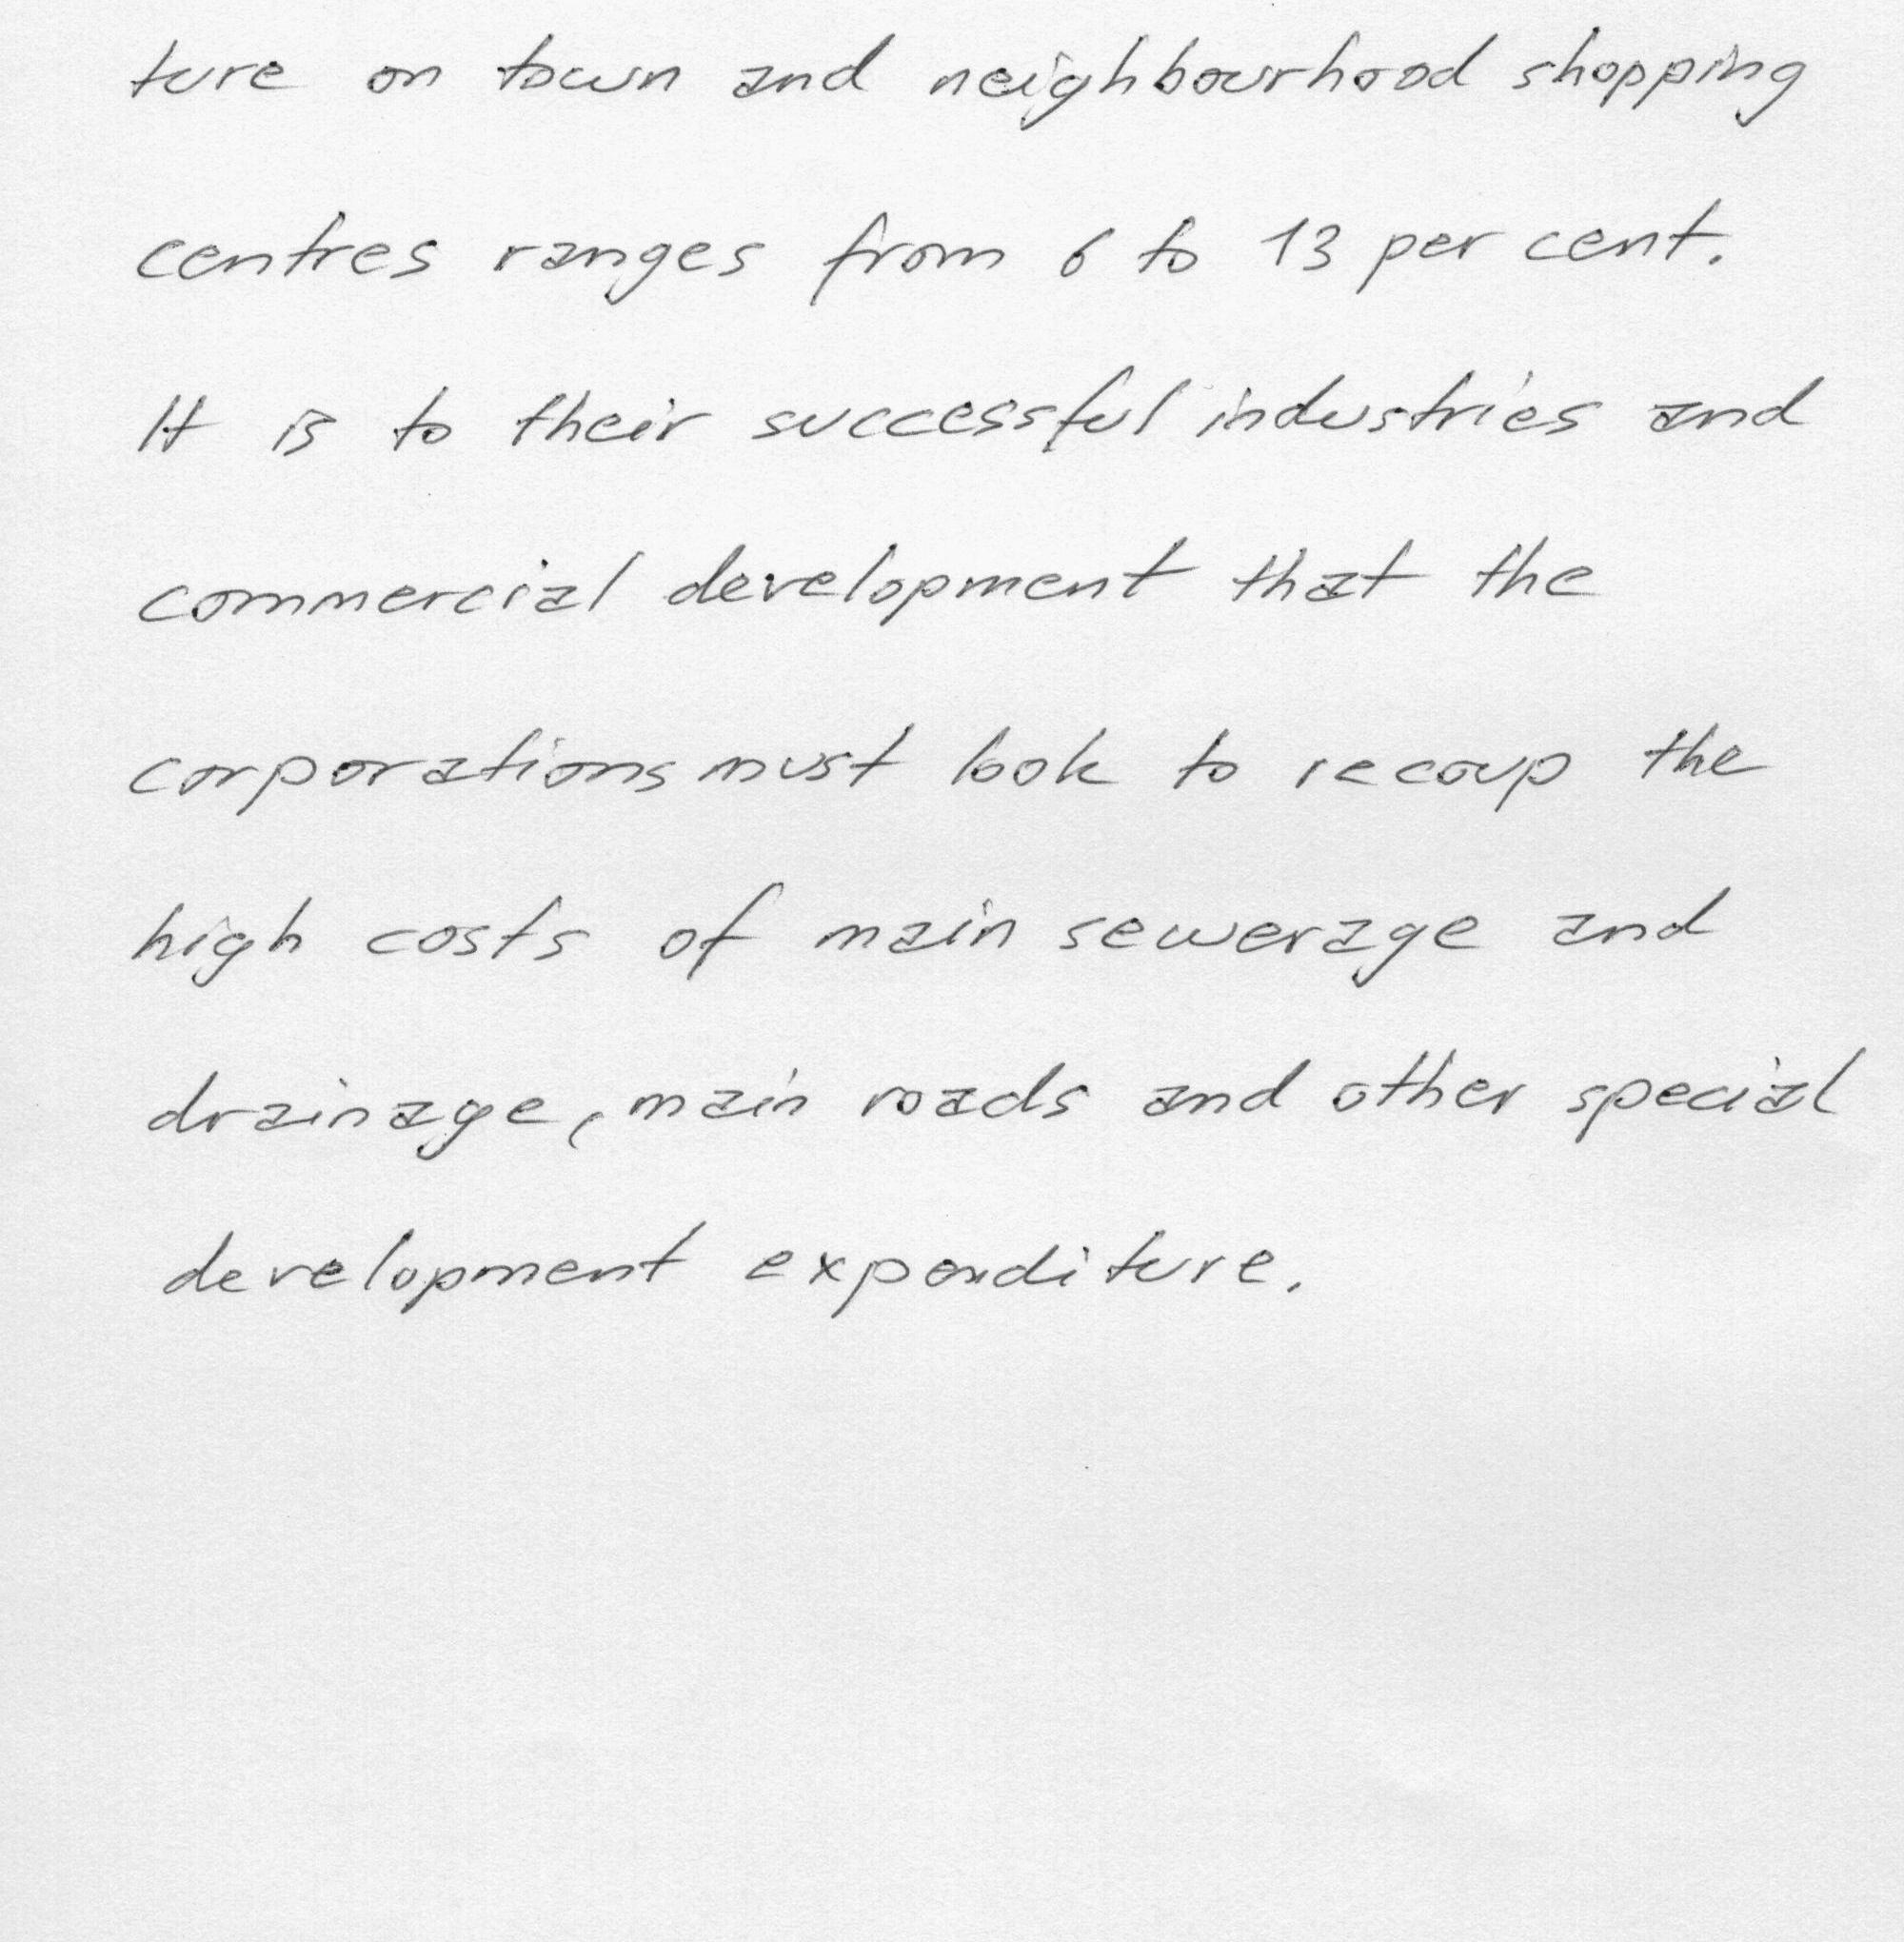 ture on town and neighbourhood shopping
centres ranges from 6 to 13 per cent.
It is to their successful industries and
commercial development that the
corporations must look to recoup the
high costs of main sewerage and
drainage, main roads and other special
development expenditure.